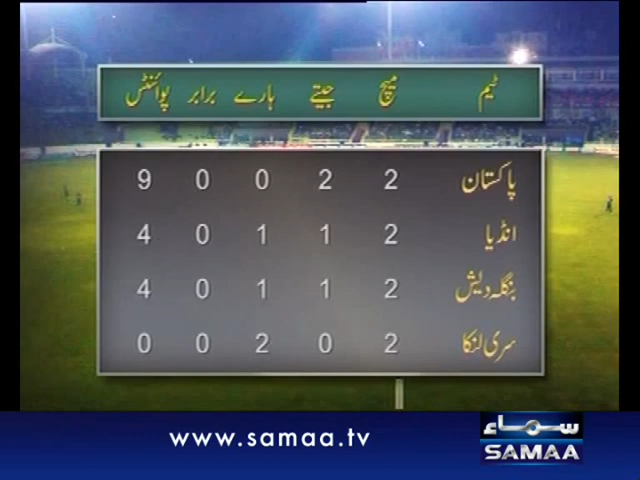 ٹیم میچ جیتے ہارے برابر پوائنٹس
پاکستان 2 2 0 0 9
انڈیا 2 1 1 0 4
بنگلہ دیش 2 1 1 0 4
سری لنکا 2 0 2 0 0
www.samaa.tv
سماء
SAMAA